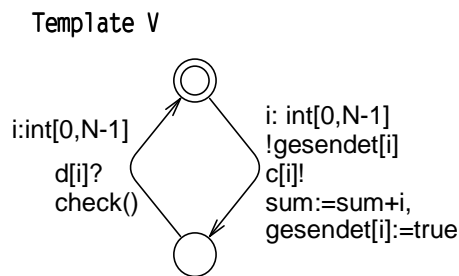 Template V
i:int[0,N-1]
d[i]?
check()
i: int[0,N-1]
!gesendet[i]
c[i]!
sum:=sum+i,
gesendet[i]:=true